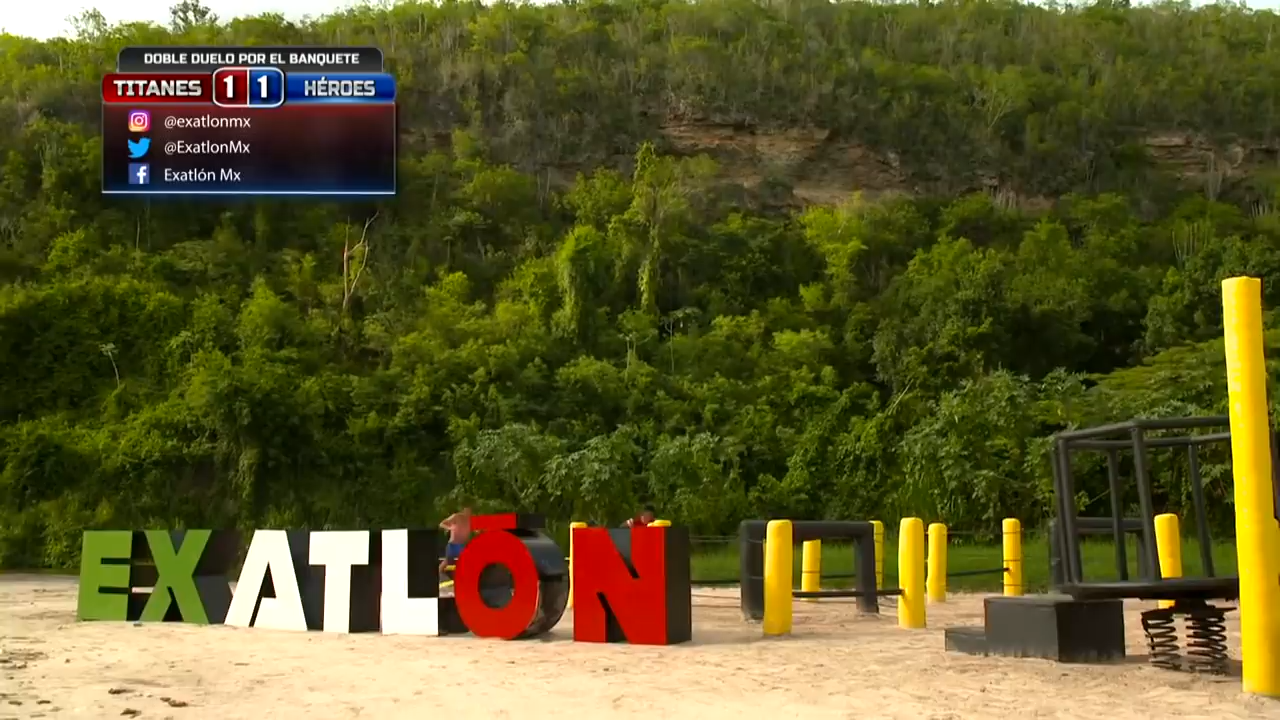 DOBLE DUELO POR EL BANQUETE
TITANES 1 1 HÉROES
@exatlonmx
@ExatlonMx
Exatlón Mx
EXATLÓN